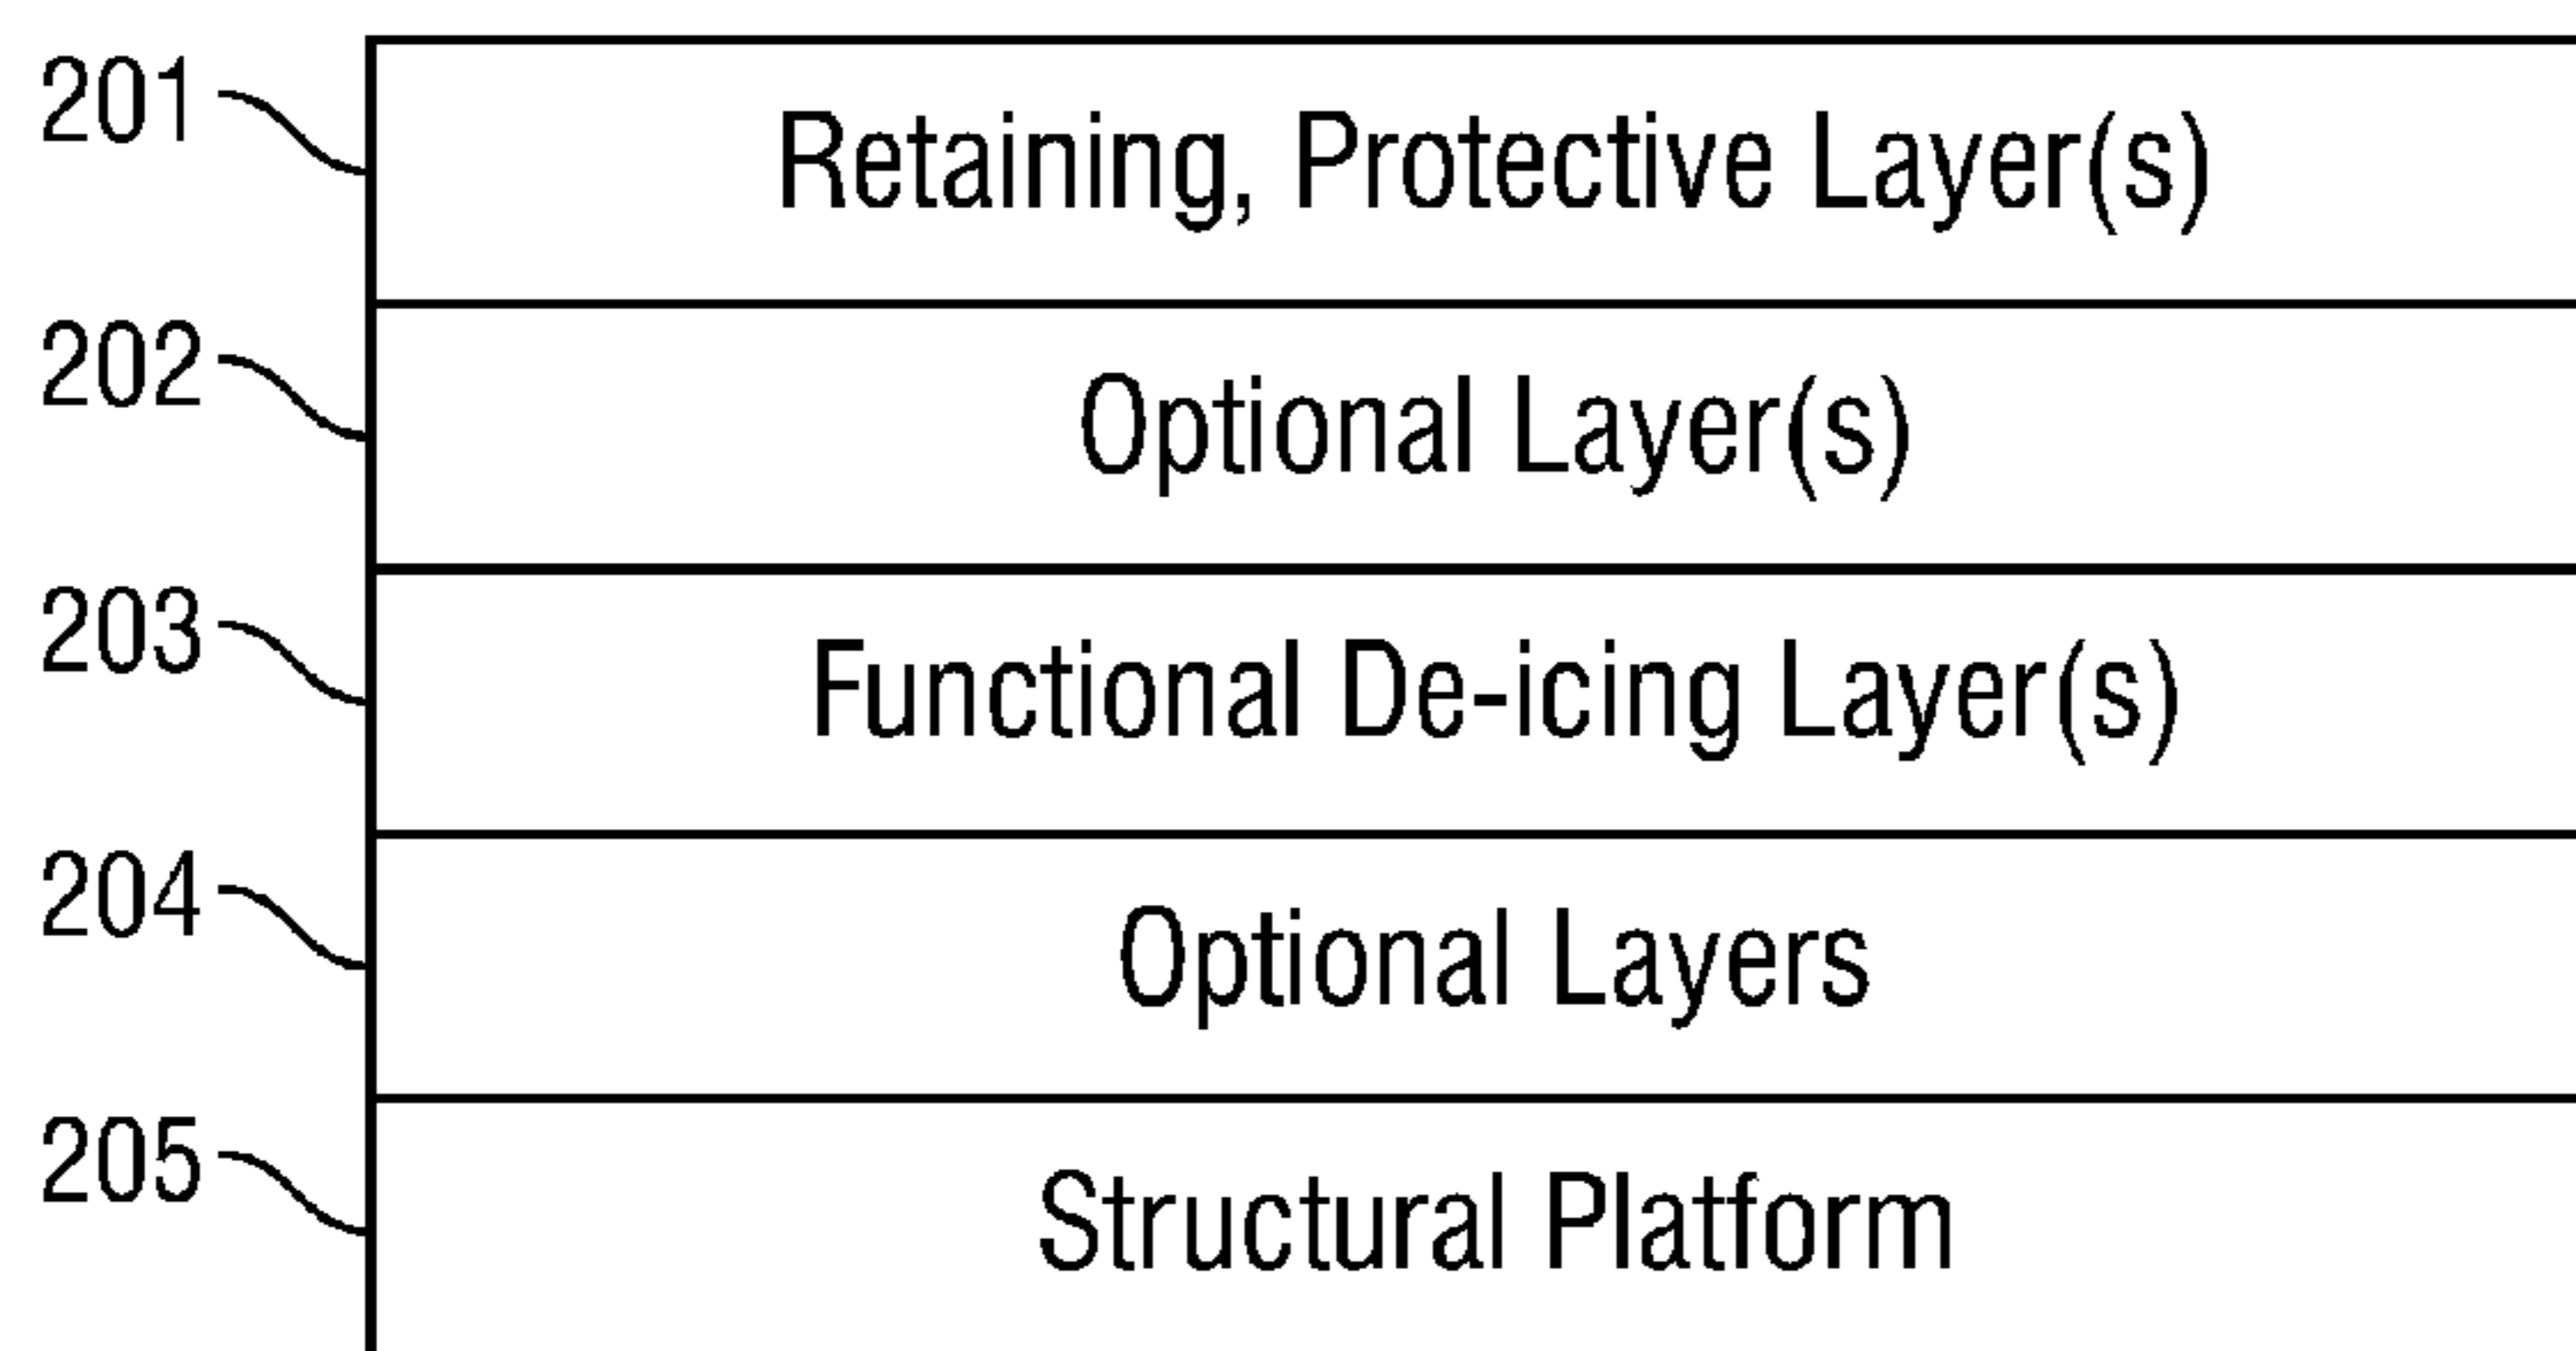 201 Retaining, Protective Layer(s)
202 Optional Layer(s)
203 Functional De-icing Layer(s)
204 Optional Layers
205 Structural Platform